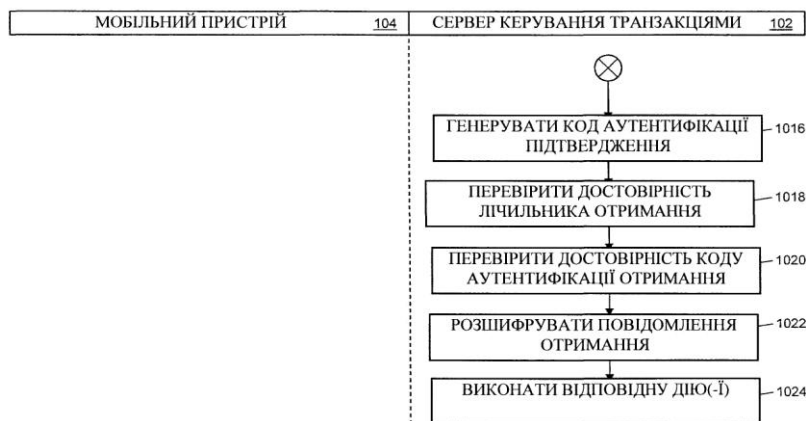 МОБІЛЬНИЙ ПРИСТРІЙ 104 СЕРВЕР КЕРУВАННЯ ТРАНЗАКЦІЯМИ 102
ГЕНЕРУВАТИ КОД АУТЕНТИФІКАЦІЇ 1016
ПІДТВЕРДЖЕННЯ
ПЕРЕВІРИТИ ДОСТОВІРНІСТЬ 1018
ЛІЧИЛЬНИКА ОТРИМАННЯ
ПЕРЕВІРИТИ ДОСТОВІРНІСТЬ КОДУ 1020
АУТЕНТИФІКАЦІЇ ОТРИМАННЯ
РОЗШИФРУВАТИ ПОВІДОМЛЕННЯ 1022
ОТРИМАННЯ
ВИКОНАТИ ВІДПОВІДНУ ДІЮ(-Ї) 1024